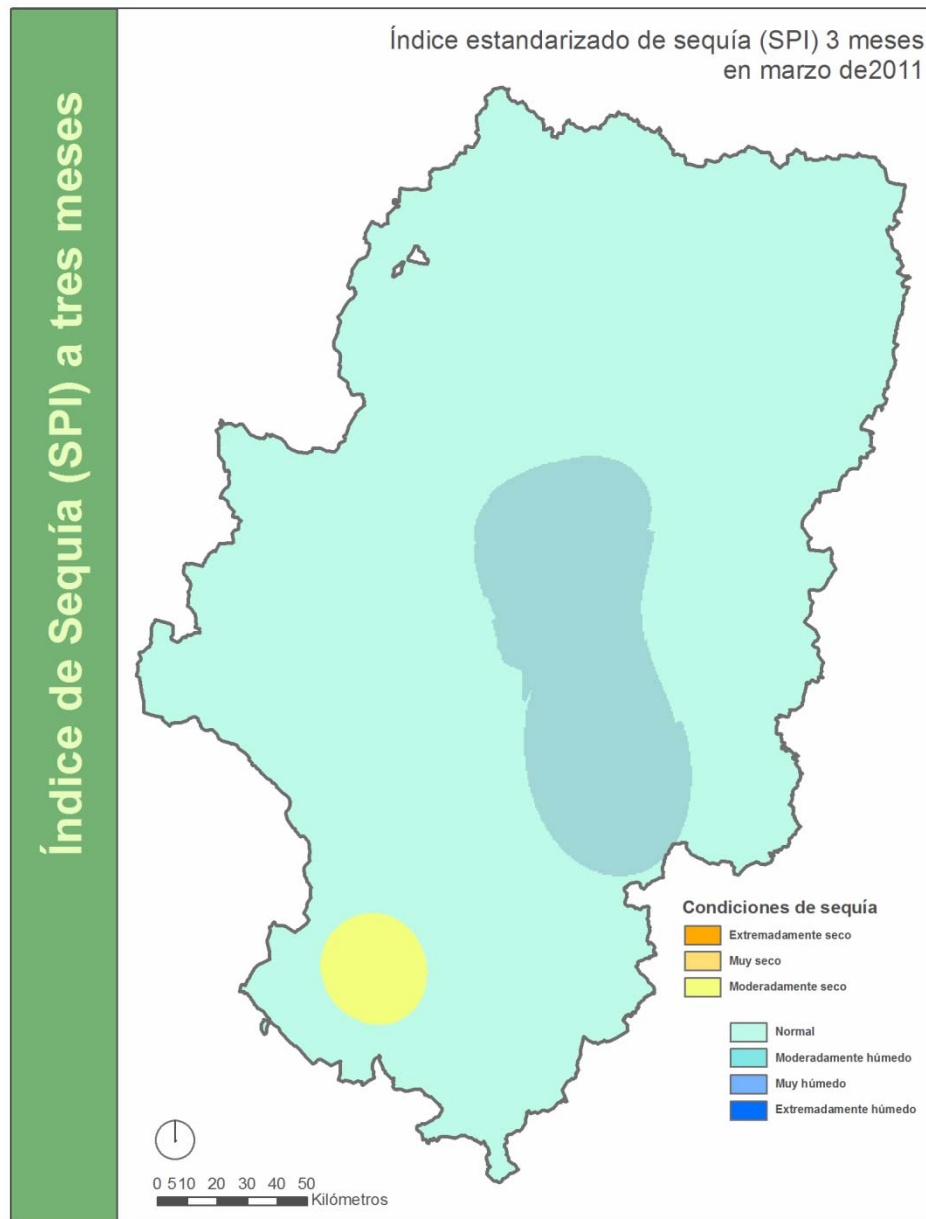 Índice de Sequía (SPI) a tres meses
Índice estandarizado de sequía (SPI) 3 meses
en marzo de2011
Condiciones de sequía
Extremadamente seco
Muy seco
Moderadamente seco
Normal
Moderadamente húmedo
Muy húmedo
Extremadamente húmedo
0 510 20 30 40 50
Kilómetros